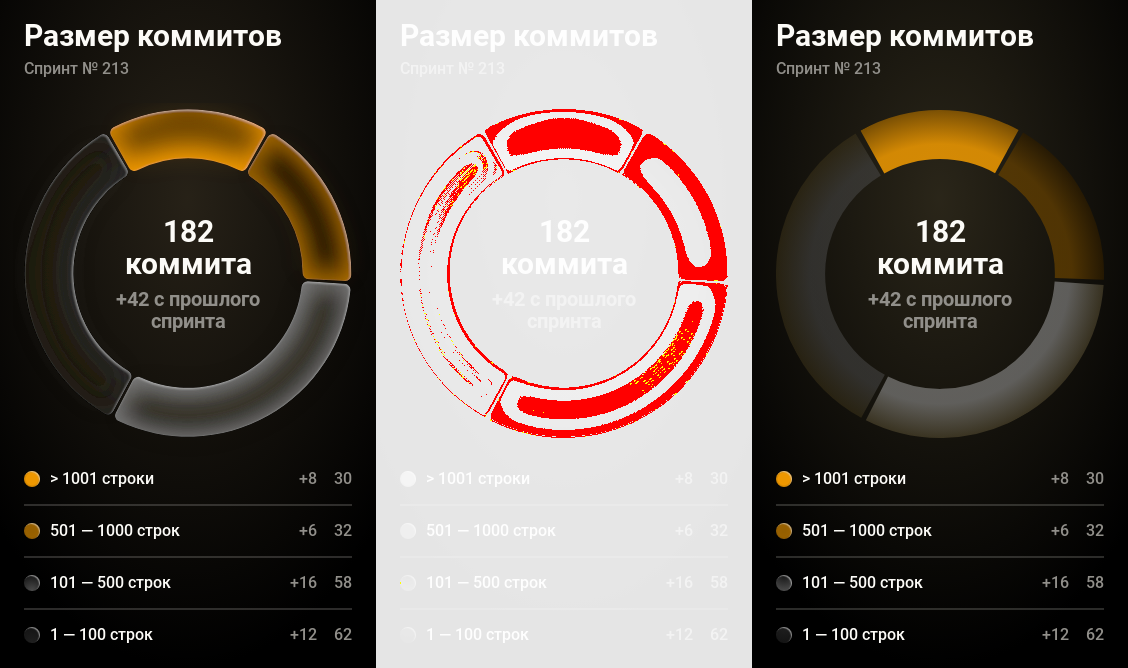 Размер коммитов
Спринт № 213
182
коммита
+42 с прошлого
спринта
> 1001 строки +8 30
501 — 1000 строк +6 32
101 — 500 строк +16 58
1 — 100 строк +12 62
Размер коммитов
Спринт № 213
182
коммита
+42 с прошлого
спринта
> 1001 строки +8 30
501 — 1000 строк +6 32
101 — 500 строк +16 58
1 — 100 строк +12 62
Размер коммитов
Спринт № 213
182
коммита
+42 с прошлого
спринта
> 1001 строки +8 30
501 — 1000 строк +6 32
101 — 500 строк +16 58
1 — 100 строк +12 62